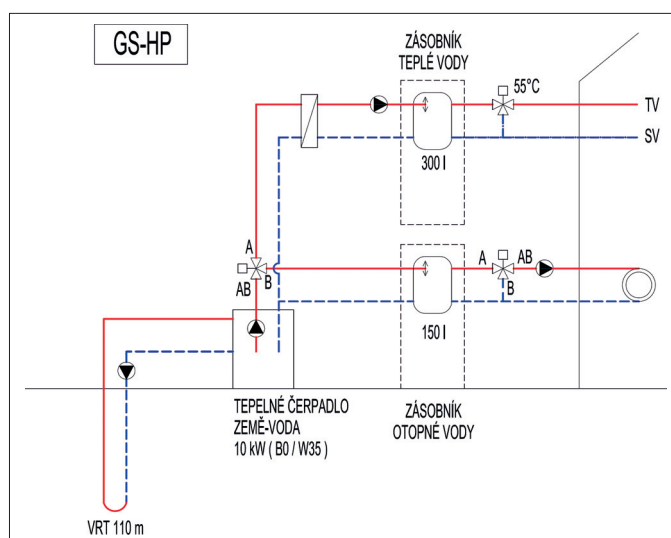 GS-HP
ZÁSOBNÍK
TEPLÉ VODY
55°C
TV
SV
300 l
A
B
AB
A
AB
B
150 l
TEPELNÉ ČERPADLO
ZEMĚ-VODA
10 kW ( B0 / W35 )
ZÁSOBNÍK
OTOPNÉ VODY
VRT 110 m